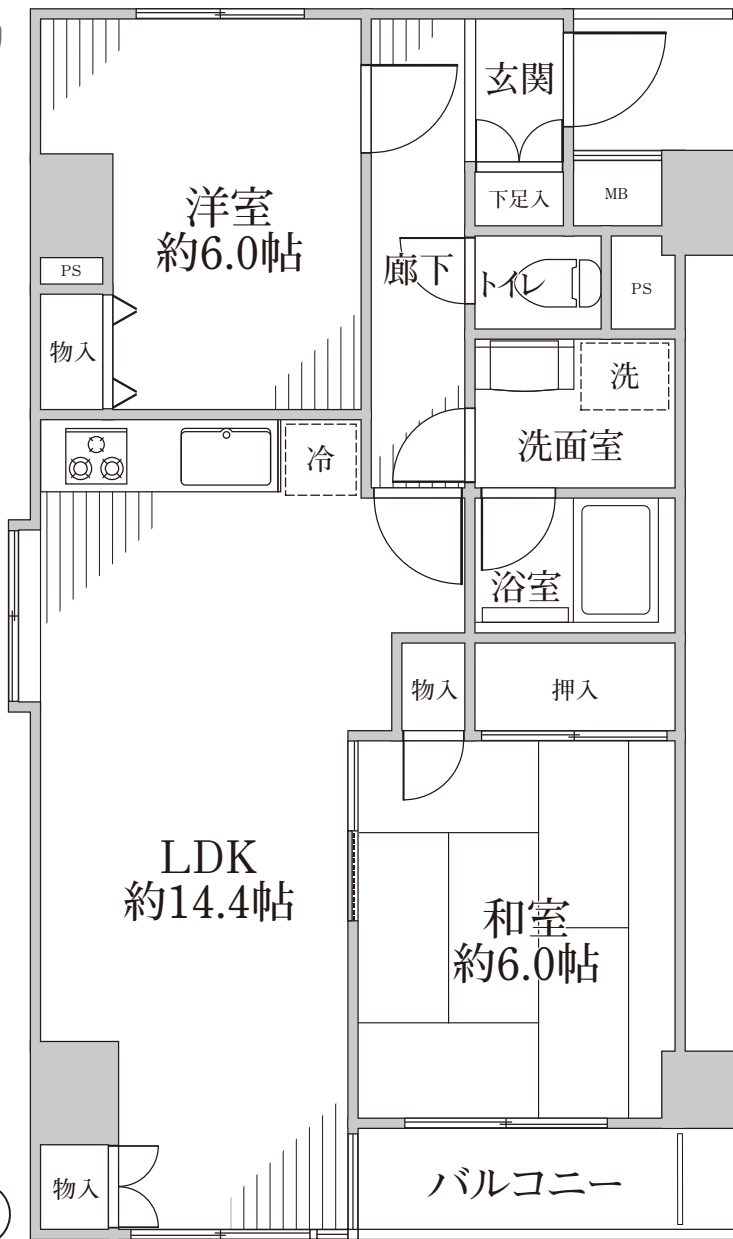 玄関
下足入
MB
洋室
約6.0帖
廊下
トイレ
PS
PS
物入
洗
洗面室
冷
浴室
物入
押入
LDK
約14.4帖
和室
約6.0帖
物入
バルコニー